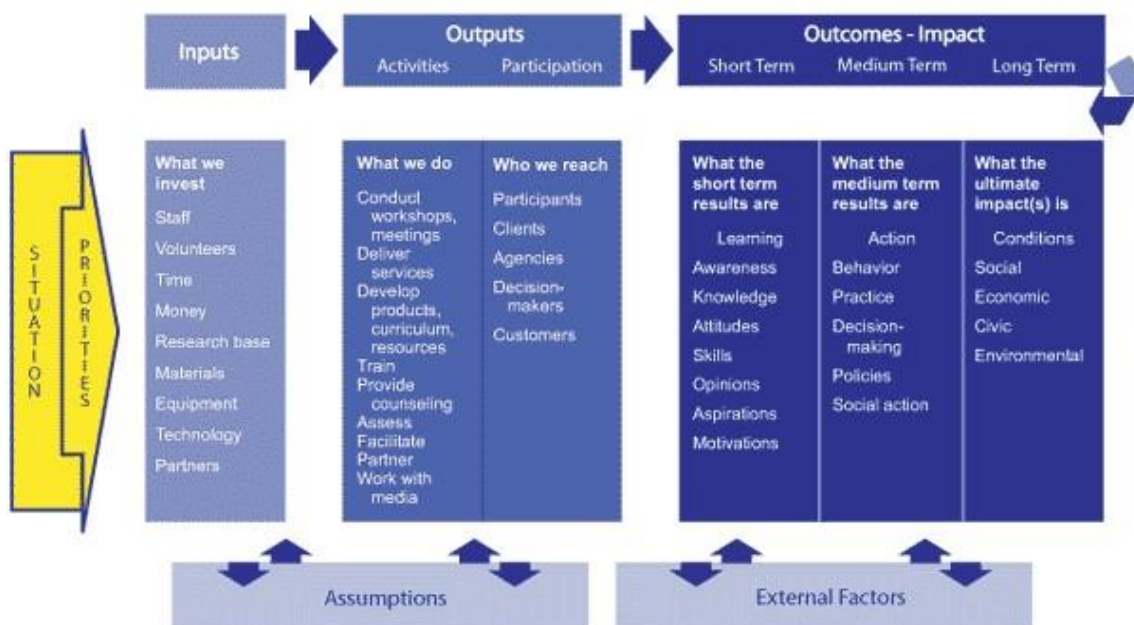 Inputs
Outputs
Activities Participation
Outcomes - Impact
Short Term Medium Term Long Term
SITUATION
PRIORITIES
What we
invest
Staff
Volunteers
Time
Money
Research base
Materials
Equipment
Technology
Partners
What we do
Conduct
workshops,
meetings
Deliver
services
Develop
products,
curriculum,
resources
Train
Provide
counseling
Assess
Facilitate
Partner
Work with
media
Who we reach
Participants
Clients
Agencies
Decision-
makers
Customers
What the
short term
results are
Learning
Awareness
Knowledge
Attitudes
Skills
Opinions
Aspirations
Motivations
What the
medium term
results are
Action
Behavior
Practice
Decision-
making
Policies
Social action
What the
ultimate
impact(s) is
Conditions
Social
Economic
Civic
Environmental
Assumptions
External Factors